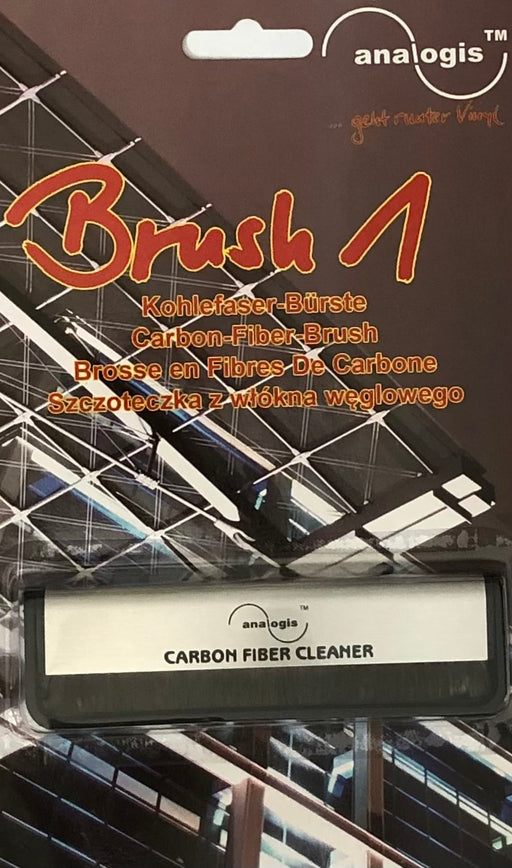 analogis™
... geht runter Vinyl
Brush 1
Kohlefaser-Bürste
Carbon-Fiber-Brush
Brosse en Fibres De Carbone
Szczoteczka z włókna węglowego
analogis™
CARBON FIBER CLEANER